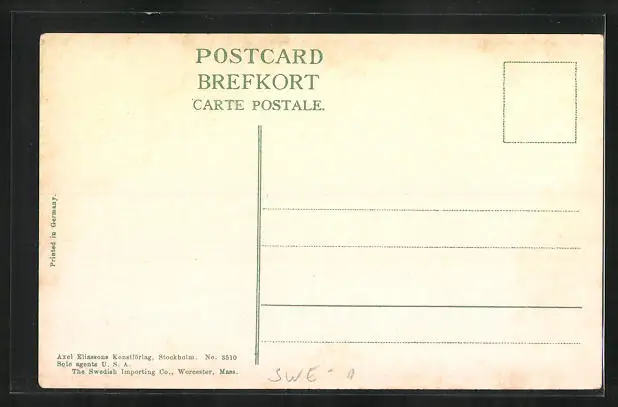 POSTCARD
BREFKORT
CARTE POSTALE.
Printed in Germany.
Axel Eliassons Konstförlag, Stockholm. No. 3510
Sole agents U. S. A.
The Swedish Importing Co., Worcester, Mass.
SWE-